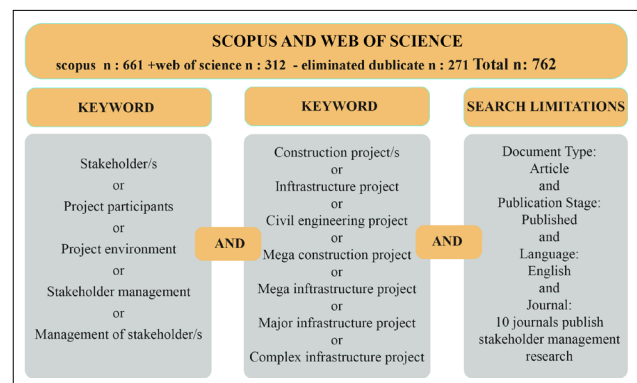 SCOPUS AND WEB OF SCIENCE
scopus n : 661 +web of science n : 312 - eliminated dublicate n : 271 Total n: 762
KEYWORD
Stakeholder/s
or
Project participants
or
Project environment
or
Stakeholder management
or
Management of stakeholder/s
AND
KEYWORD
Construction project/s
or
Inftrastructure project
or
Civil engineering project
or
Mega construction project
or
Mega infrastructure project
or
Major infrastructure project
or
Complex infrastructure project
AND
SEARCH LIMITATIONS
Document Type:
Article
and
Publication Stage:
Published
and
Language:
English
and
Journal:
10 journals publish
stakeholder management
research